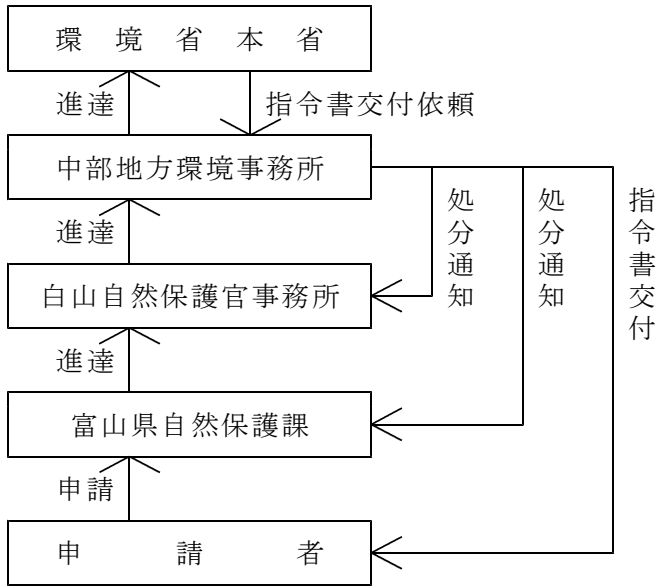 環境省本省
進達
指令書交付依頼
中部地方環境事務所
進達
処分通知
処分通知
指令書交付
白山自然保護官事務所
進達
富山県自然保護課
申請
申請者